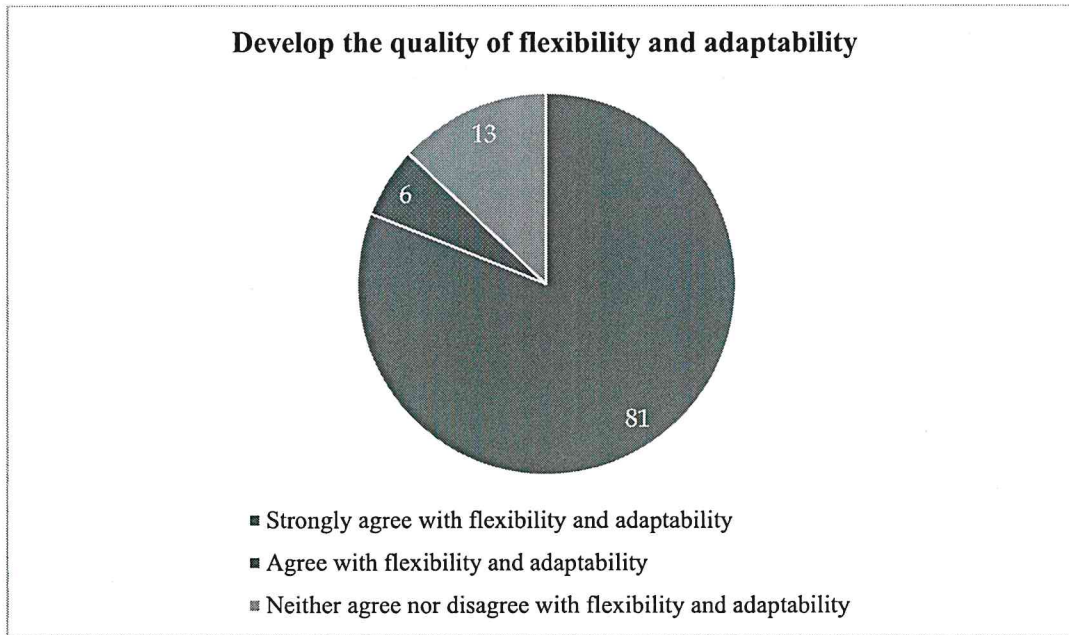 Develop the quality of flexibility and adaptability
13
6
81
Strongly agree with flexibility and adaptability
Agree with flexibility and adaptability
Neither agree nor disagree with flexibility and adaptability